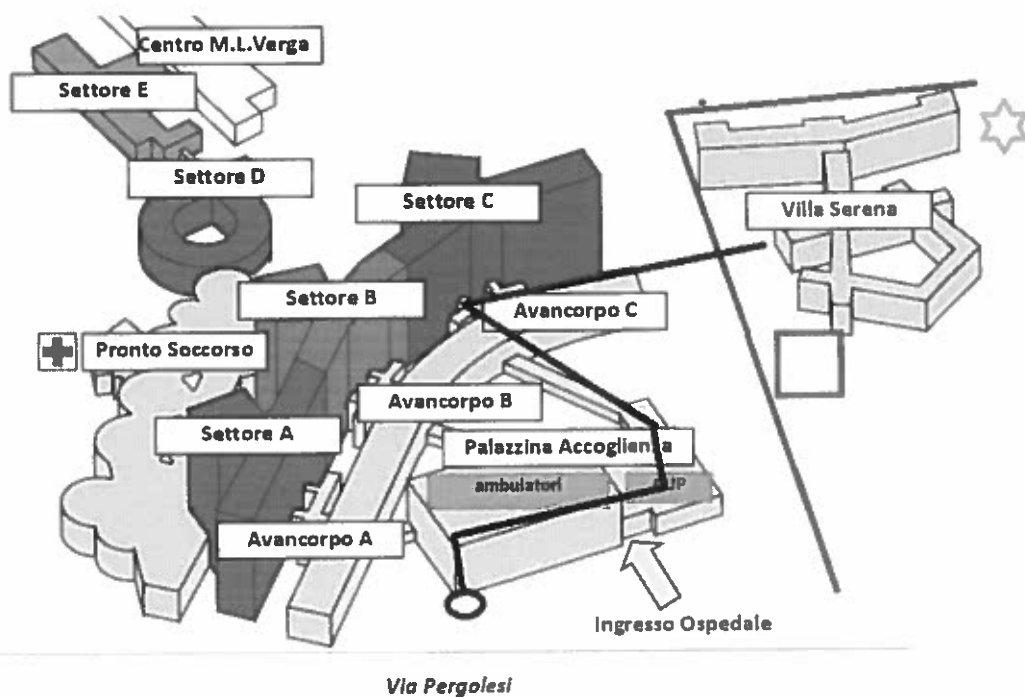 Centro M.L.Verga
Settore E
Settore D
Settore C
Villa Serena
Settore B
Avancorpo C
Pronto Soccorso
Avancorpo B
Settore A
Palazzina Accoglienza
ambulatori
CUP
Avancorpo A
Ingresso Ospedale
Via Pergolesi